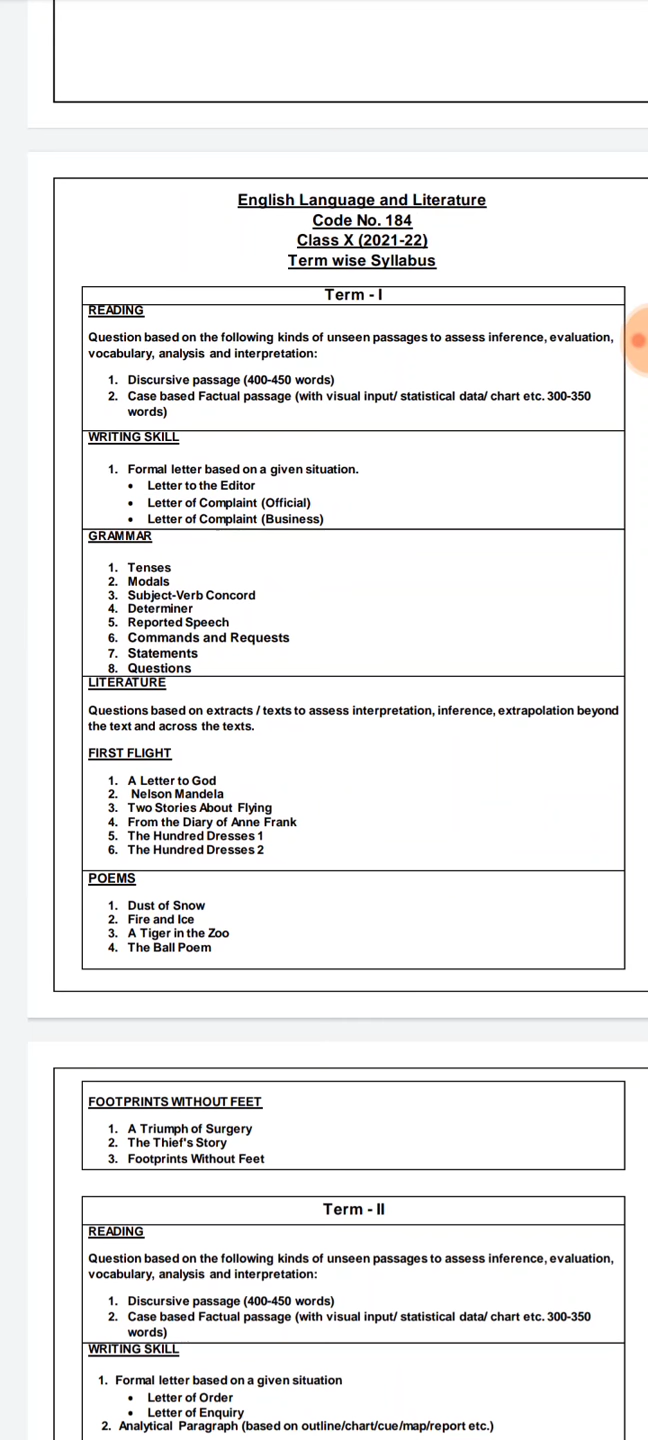 English Language and Literature
Code No. 184
Class X (2021-22)
Term wise Syllabus
Term - I
READING
Question based on the following kinds of unseen passages to assess inference, evaluation,
vocabulary, analysis and interpretation:
1. Discursive passage (400-450 words)
2. Case based Factual passage (with visual input/ statistical data/ chart etc. 300-350
words)
WRITING SKILL
1. Formal letter based on a given situation.
• Letter to the Editor
• Letter of Complaint (Official)
• Letter of Complaint (Business)
GRAMMAR
1. Tenses
2. Modals
3. Subject-Verb Concord
4. Determiner
5. Reported Speech
6. Commands and Requests
7. Statements
8. Questions
LITERATURE
Questions based on extracts / texts to assess interpretation, inference, extrapolation beyond
the text and across the texts.
FIRST FLIGHT
1. A Letter to God
2. Nelson Mandela
3. Two Stories About Flying
4. From the Diary of Anne Frank
5. The Hundred Dresses 1
6. The Hundred Dresses 2
POEMS
1. Dust of Snow
2. Fire and Ice
3. A Tiger in the Zoo
4. The Ball Poem
FOOTPRINTS WITHOUT FEET
1. A Triumph of Surgery
2. The Thief's Story
3. Footprints Without Feet
Term - II
READING
Question based on the following kinds of unseen passages to assess inference, evaluation,
vocabulary, analysis and interpretation:
1. Discursive passage (400-450 words)
2. Case based Factual passage (with visual input/ statistical data/ chart etc. 300-350
words)
WRITING SKILL
1. Formal letter based on a given situation
• Letter of Order
• Letter of Enquiry
2. Analytical Paragraph (based on outline/chart/cue/map/report etc.)